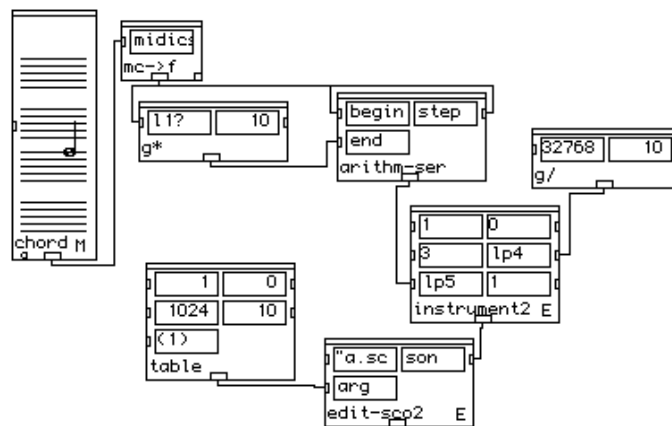 midics
mc->f
l1? 10
g*
begin step
end
arithm-ser
32768 10
g/
chord M
g
1 0
3 lp4
lp5 1
instrument2 E
1 0
1024 10
(1)
table
"a.sc son
arg
edit-sco2 E